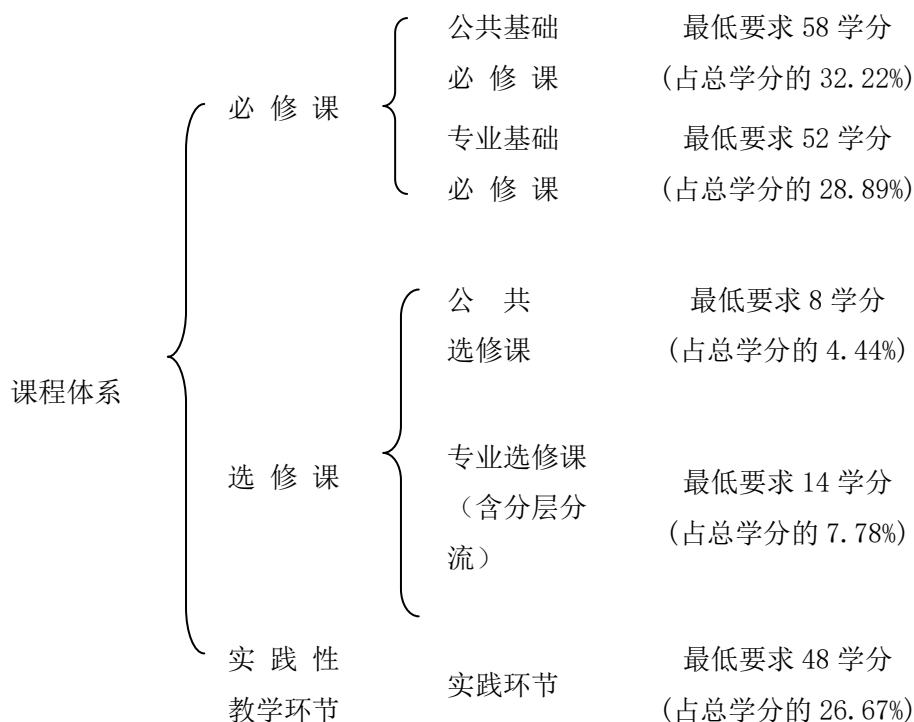 公共基础 最低要求 58 学分
必 修 课 (占总学分的 32.22%)
必 修 课
专业基础 最低要求 52 学分
必 修 课 (占总学分的 28.89%)
公 共 最低要求 8 学分
选修课 (占总学分的 4.44%)
课程体系
专业选修课
选 修 课
最低要求 14 学分
（含分层分
(占总学分的 7.78%)
流）
实 践 性 最低要求 48 学分
实践环节
教学环节 (占总学分的 26.67%)